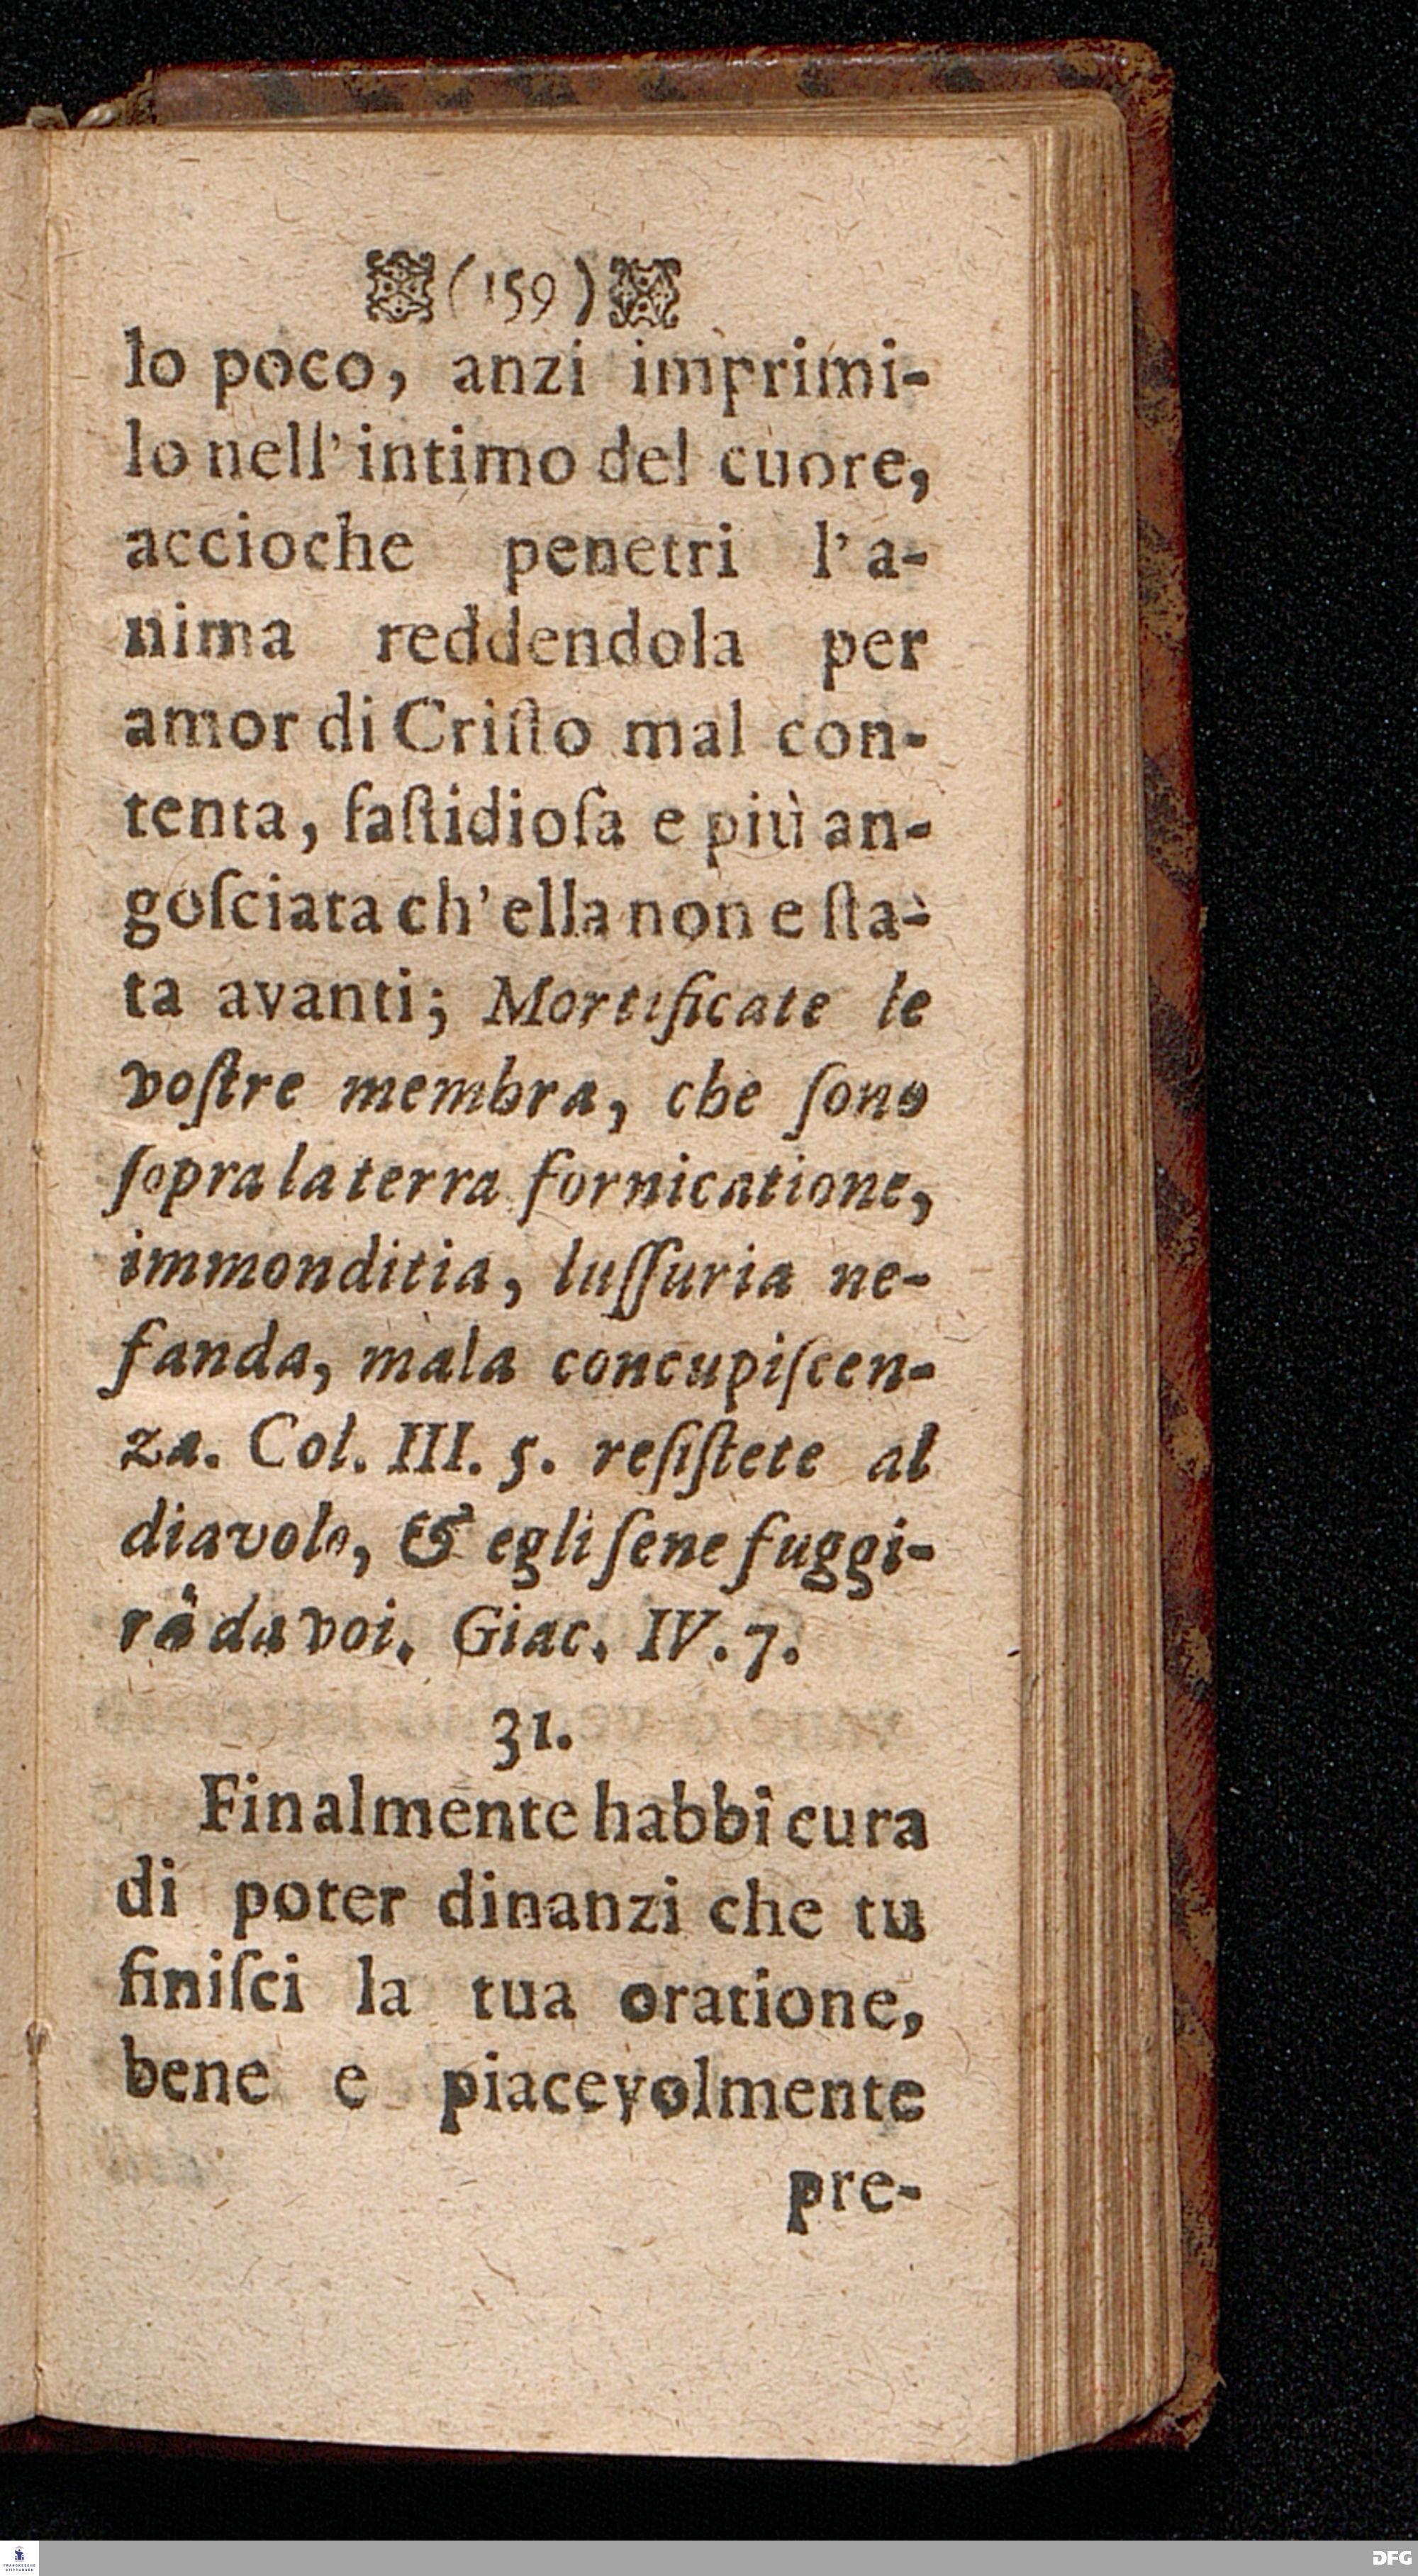 (159)
lo poco, anzi imprimi-
lo nell' intimo del cuore,
accioche penetri l' a-
nima reddendola per
amor di Criſto mal con-
tenta, faſtidioſa e più an-
goſciata ch' ella non e ſta-
ta avanti; Mortificate le
voſtre membra, che ſono
ſopra la terra fornicatione,
immonditia, luſſuria ne-
fanda, mala concupiſcen-
za. Col. III. 5. reſiſtete al
diavolo, & egli ſene fuggi-
râ da voi. Giac. IV. 7.
31.
Finalmente habbi cura
di poter dinanzi che tu
finiſci la tua oratione,
bene e piacevolmente
pre-
FRANCKESCHE
STIFTUNGEN
DFG